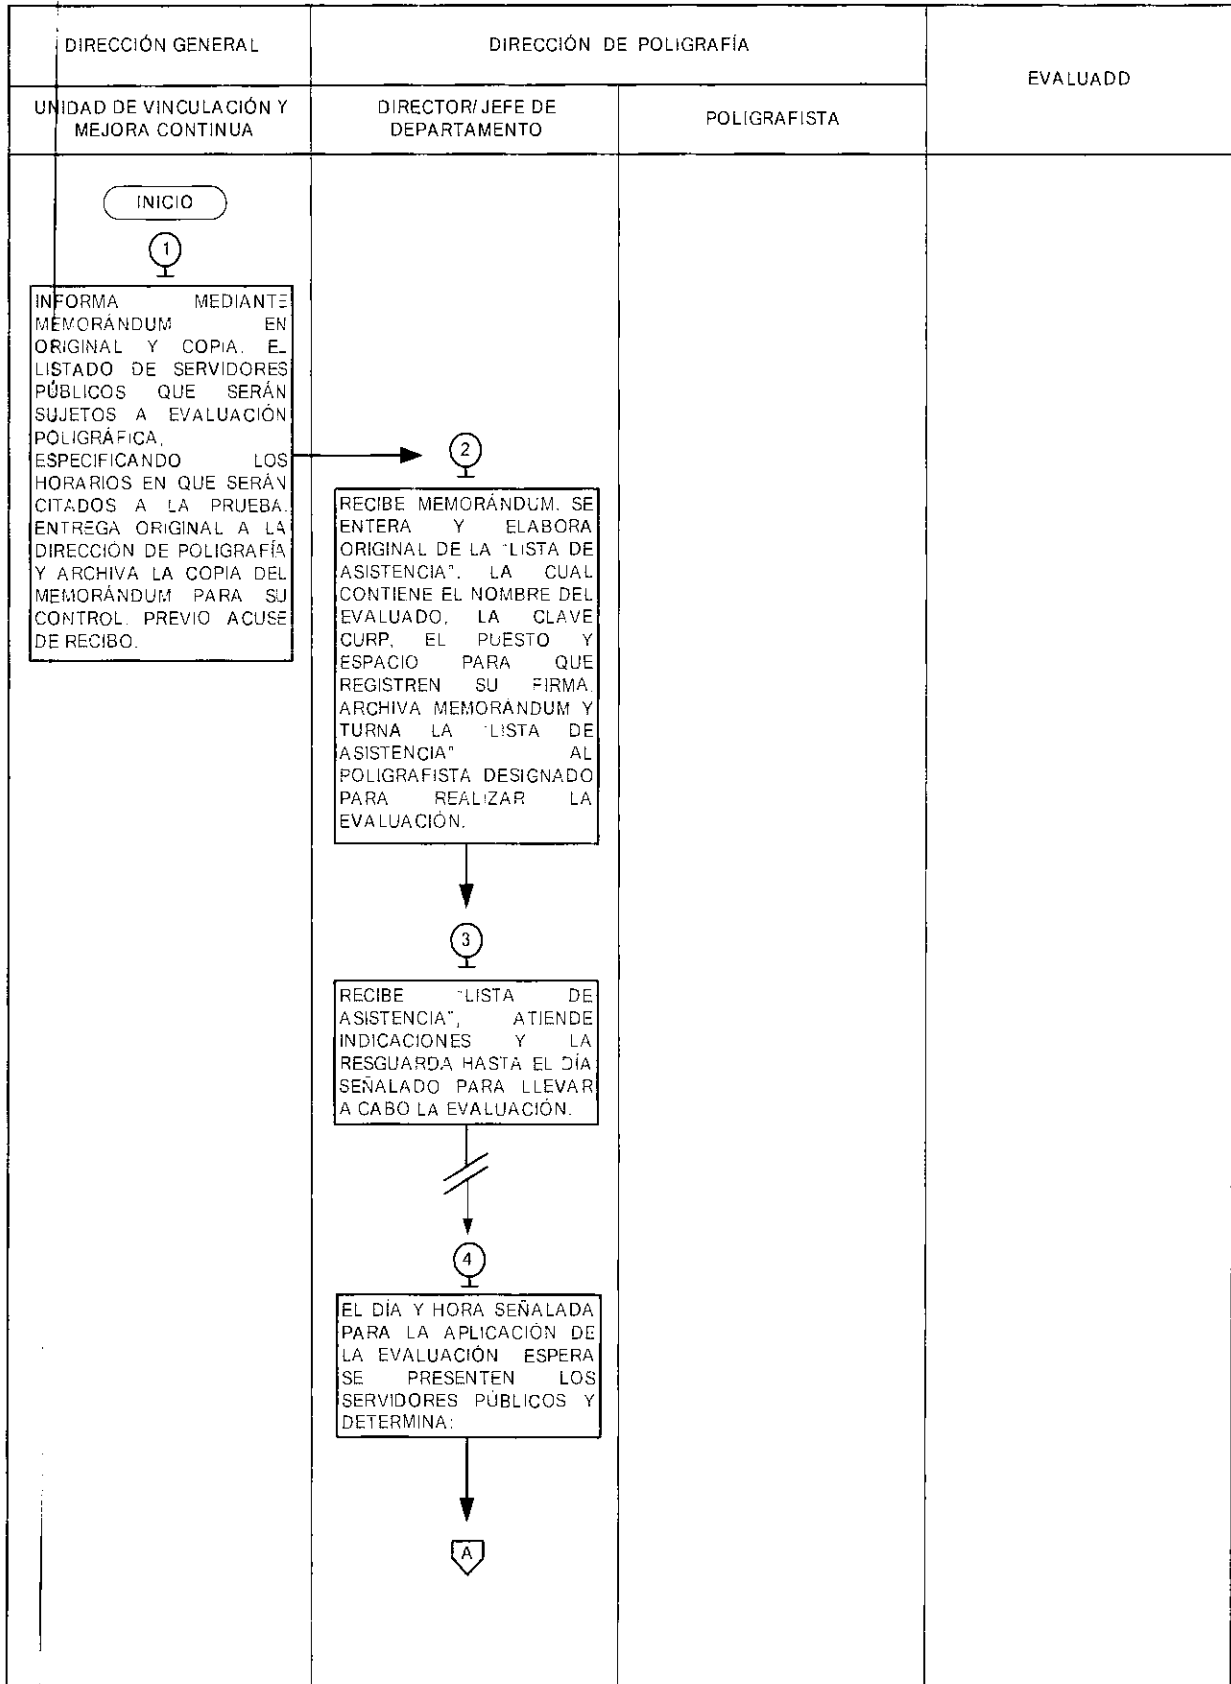 DIRECCIÓN GENERAL
DIRECCIÓN DE POLIGRAFÍA
EVALUADD
UNIDAD DE VINCULACIÓN Y
MEJORA CONTINUA
DIRECTOR/ JEFE DE
DEPARTAMENTO
POLIGRAFISTA
INICIO
1
INFORMA MEDIANTE
MEMORÁNDUM EN
ORIGINAL Y COPIA. EL
LISTADO DE SERVIDORES
PÚBLICOS QUE SERÁN
SUJETOS A EVALUACIÓN
POLIGRÁFICA,
ESPECIFICANDO LOS
HORARIOS EN QUE SERÁN
CITADOS A LA PRUEBA.
ENTREGA ORIGINAL A LA
DIRECCIÓN DE POLIGRAFÍA
Y ARCHIVA LA COPIA DEL
MEMORÁNDUM PARA SU
CONTROL. PREVIO ACUSE
DE RECIBO.
2
RECIBE MEMORÁNDUM. SE
ENTERA Y ELABORA
ORIGINAL DE LA "LISTA DE
ASISTENCIA". LA CUAL
CONTIENE EL NOMBRE DEL
EVALUADO, LA CLAVE
CURP, EL PUESTO Y
ESPACIO PARA QUE
REGISTREN SU FIRMA.
ARCHIVA MEMORÁNDUM Y
TURNA LA "LISTA DE
ASISTENCIA" AL
POLIGRAFISTA DESIGNADO
PARA REALIZAR LA
EVALUACIÓN.
3
RECIBE "LISTA DE
ASISTENCIA", ATIENDE
INDICACIONES Y LA
RESGUARDA HASTA EL DÍA
SEÑALADO PARA LLEVAR
A CABO LA EVALUACIÓN.
4
EL DÍA Y HORA SEÑALADA
PARA LA APLICACIÓN DE
LA EVALUACIÓN ESPERA
SE PRESENTEN LOS
SERVIDORES PÚBLICOS Y
DETERMINA:
A